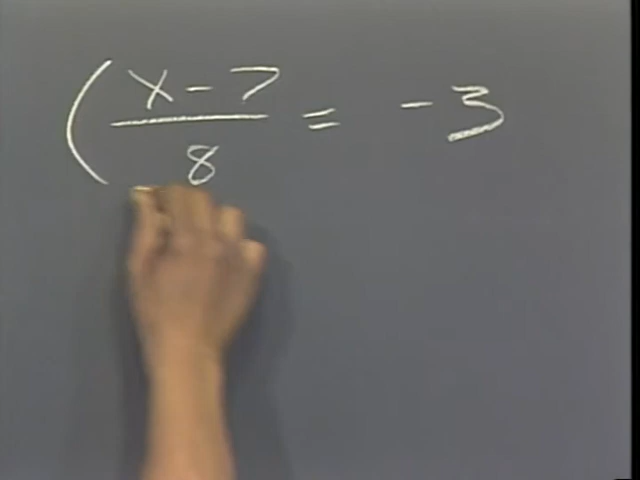 (x - 7
8 = - 3